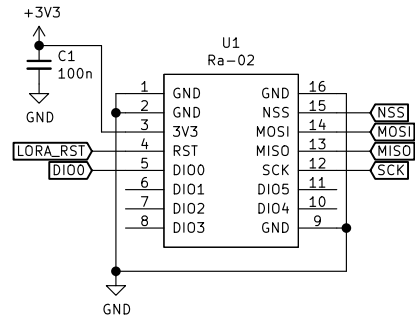 +3V3
C1
100n
GND
U1
Ra-02
1 GND GND 16
2 GND NSS 15 NSS
3 3V3 MOSI 14 MOSI
LORA_RST 4 RST MISO 13 MISO
DIO0 5 DIO0 SCK 12 SCK
6 DIO1 DIO5 11
7 DIO2 DIO4 10
8 DIO3 GND 9
GND